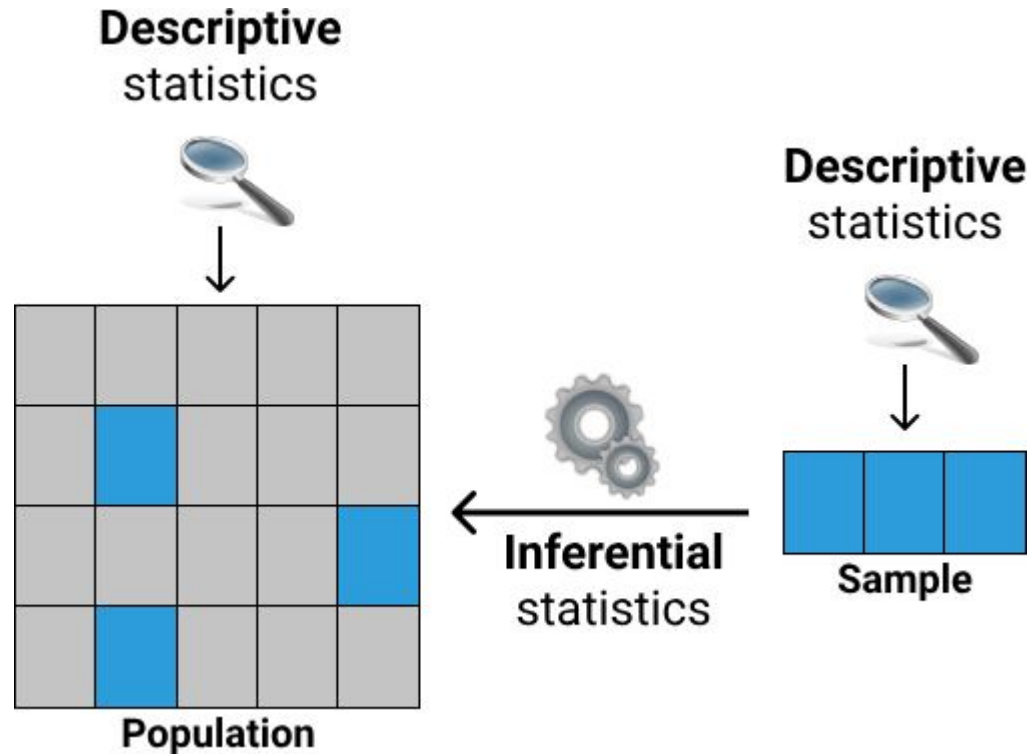 Descriptive
statistics
Descriptive
statistics
Inferential
statistics
Sample
Population